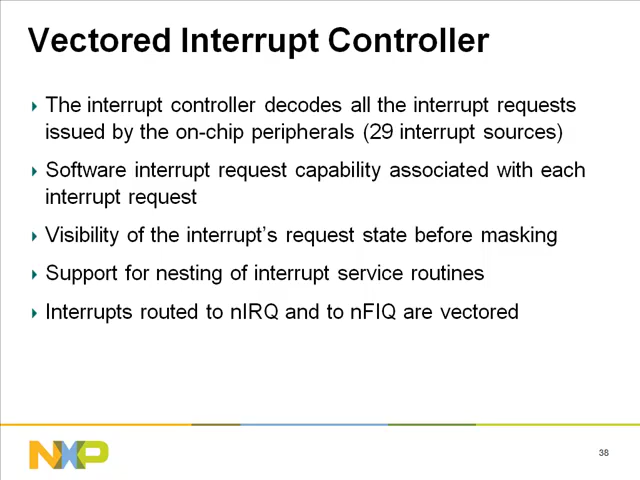 Vectored Interrupt Controller
The interrupt controller decodes all the interrupt requests
issued by the on-chip peripherals (29 interrupt sources)
Software interrupt request capability associated with each
interrupt request
Visibility of the interrupt's request state before masking
Support for nesting of interrupt service routines
Interrupts routed to nIRQ and to nFIQ are vectored
NXP
38